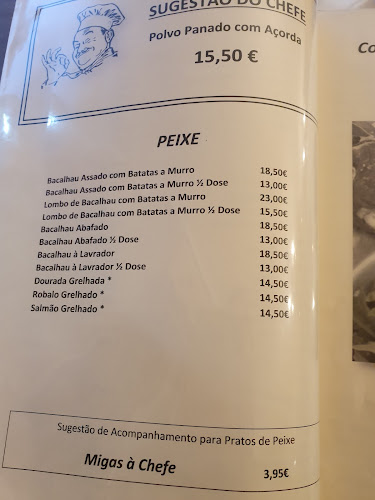 SUGESTÃO DO CHEFE
Polvo Panado com Açorda
15,50 €
PEIXE
Bacalhau Assado com Batatas a Murro 18,50€
Bacalhau Assado com Batatas a Murro ½ Dose 13,00€
Lombo de Bacalhau com Batatas a Murro 23,00€
Lombo de Bacalhau com Batatas a Murro ½ Dose 15,50€
Bacalhau Abafado 18,50€
Bacalhau Abafado ½ Dose 13,00€
Bacalhau à Lavrador 18,50€
Bacalhau à Lavrador ½ Dose 13,00€
Dourada Grelhada * 14,50€
Robalo Grelhado * 14,50€
Salmão Grelhado * 14,50€
Sugestão de Acompanhamento para Pratos de Peixe
Migas à Chefe 3,95€
Co